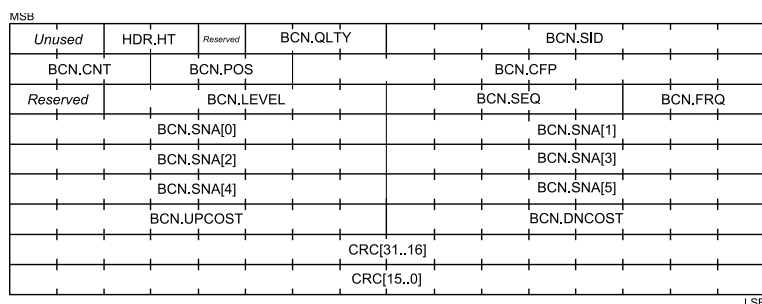 MSB
Unused HDR.HT Reserved BCN.QLTY BCN.SID
BCN.CNT BCN.POS BCN.CFP
Reserved BCN.LEVEL BCN.SEQ BCN.FRQ
BCN.SNA[0] BCN.SNA[1]
BCN.SNA[2] BCN.SNA[3]
BCN.SNA[4] BCN.SNA[5]
BCN.UPCOST BCN.DNCOST
CRC[31..16]
CRC[15..0]
LSB